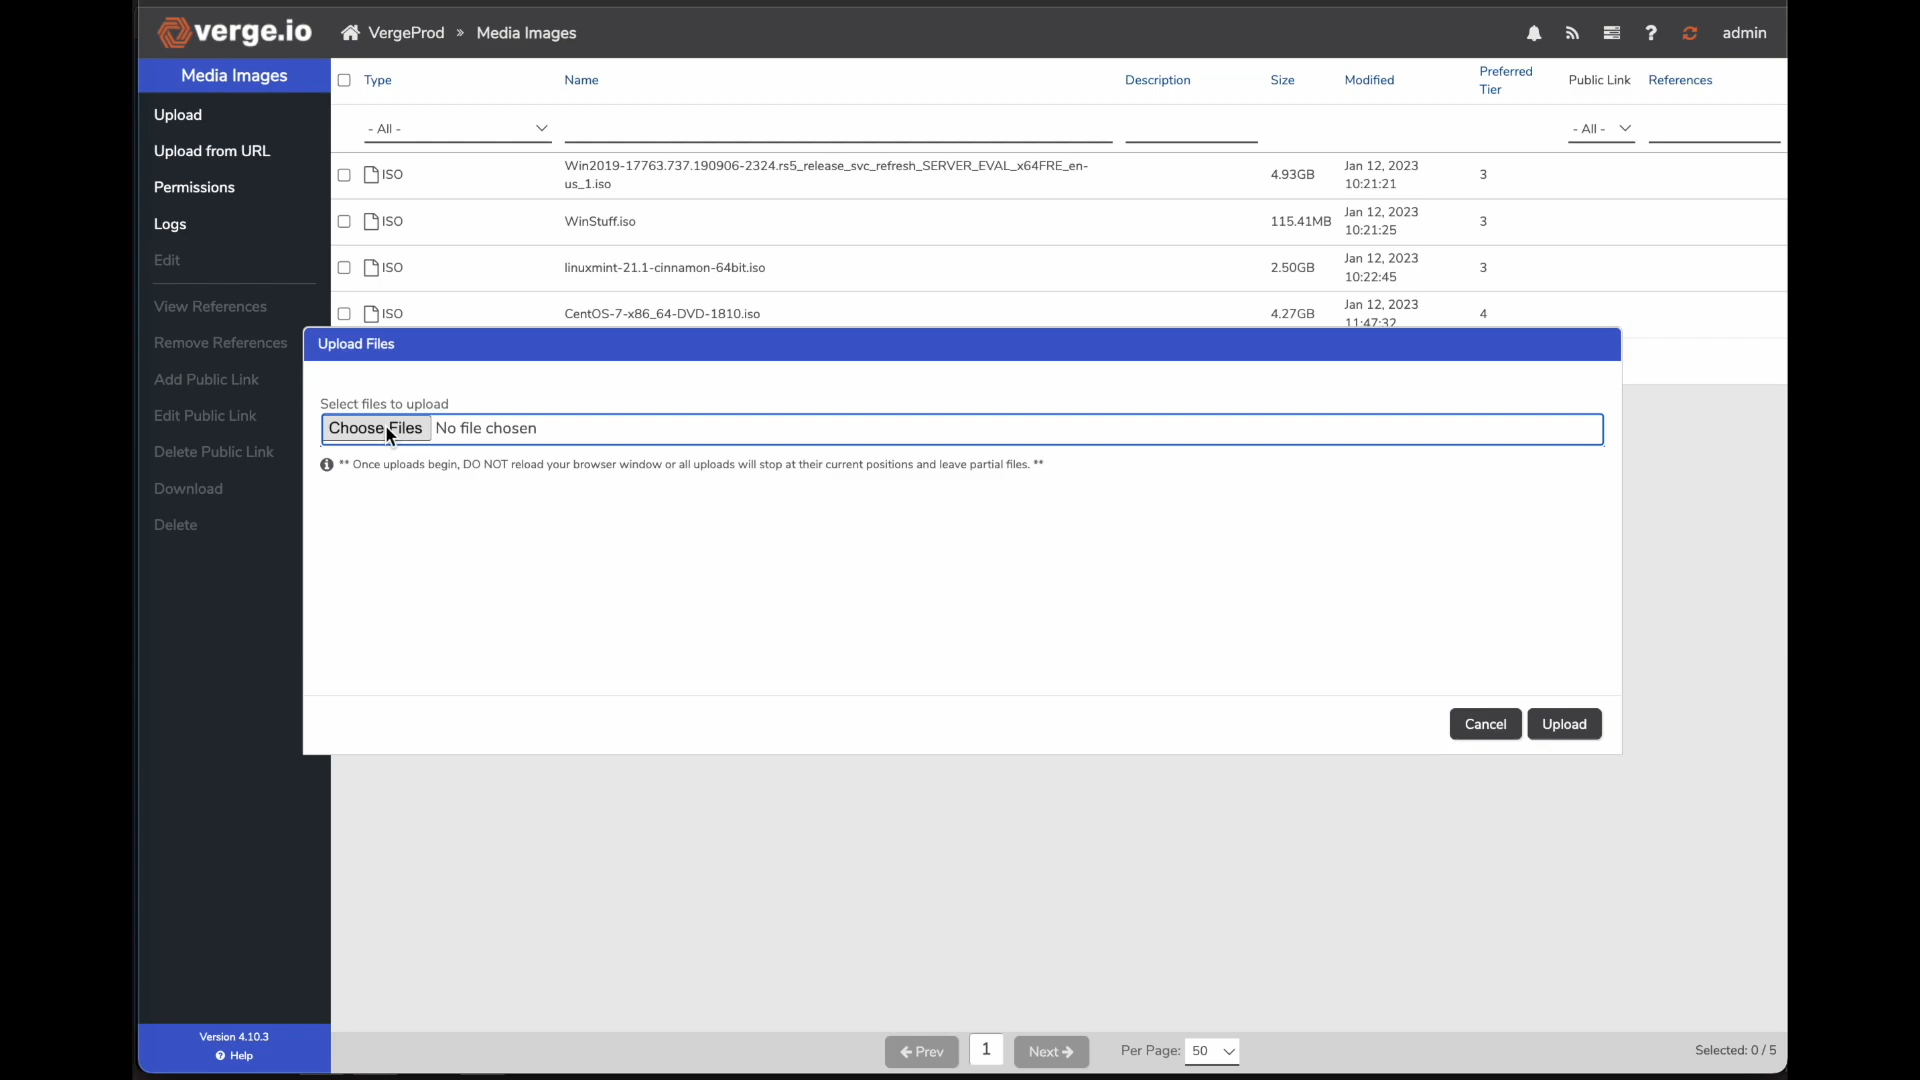 verge.io
VergeProd » Media Images
? admin
Media Images
Upload
Upload from URL
Permissions
Logs
Edit
View References
Remove References
Add Public Link
Edit Public Link
Delete Public Link
Download
Delete
Version 4.10.3
Help
Type Name Description Size Modified Preferred Tier Public Link References
- All - - All -
ISO Win2019-17763.737.190906-2324.rs5_release_svc_refresh_SERVER_EVAL_x64FRE_en-us_1.iso 4.93GB Jan 12, 2023 10:21:21 3
ISO WinStuff.iso 115.41MB Jan 12, 2023 10:21:25 3
ISO linuxmint-21.1-cinnamon-64bit.iso 2.50GB Jan 12, 2023 10:22:45 3
ISO CentOS-7-x86_64-DVD-1810.iso 4.27GB Jan 12, 2023 11:47:32 4
Upload Files
Select files to upload
Choose Files No file chosen
** Once uploads begin, DO NOT reload your browser window or all uploads will stop at their current positions and leave partial files. **
Cancel Upload
Prev 1 Next Per Page: 50 Selected: 0 / 5